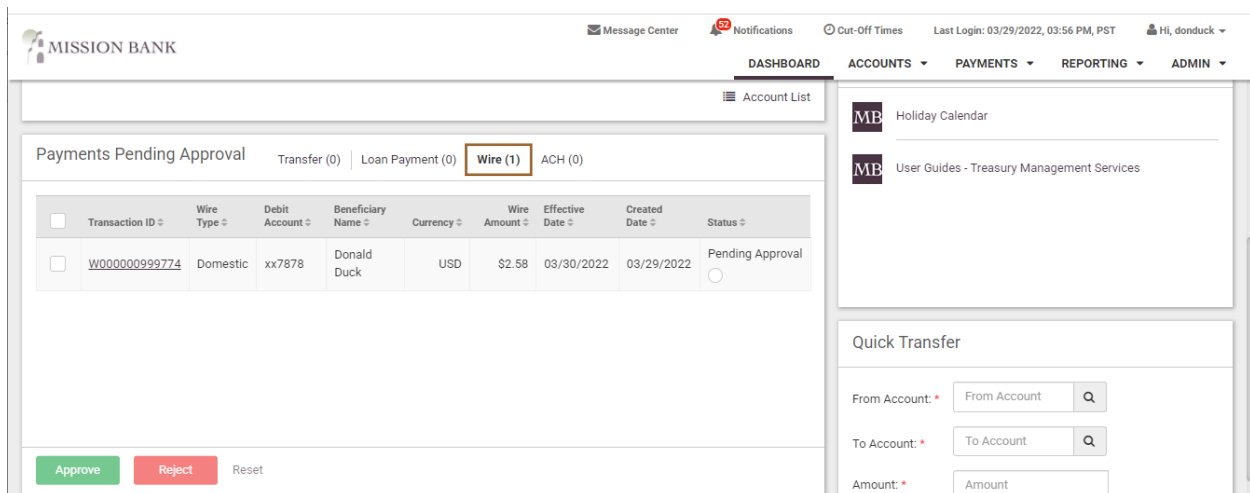 MISSION BANK
Message Center 52 Notifications Cut-Off Times Last Login: 03/29/2022, 03:56 PM, PST Hi, donduck
DASHBOARD ACCOUNTS PAYMENTS REPORTING ADMIN
Account List
Payments Pending Approval Transfer (0) Loan Payment (0) Wire (1) ACH (0)
Transaction ID Wire Type Debit Account Beneficiary Name Currency Wire Amount Effective Date Created Date Status
W000000999774 Domestic xx7878 Donald Duck USD $2.58 03/30/2022 03/29/2022 Pending Approval
Approve Reject Reset
MB Holiday Calendar
MB User Guides - Treasury Management Services
Quick Transfer
From Account: * From Account
To Account: * To Account
Amount: * Amount